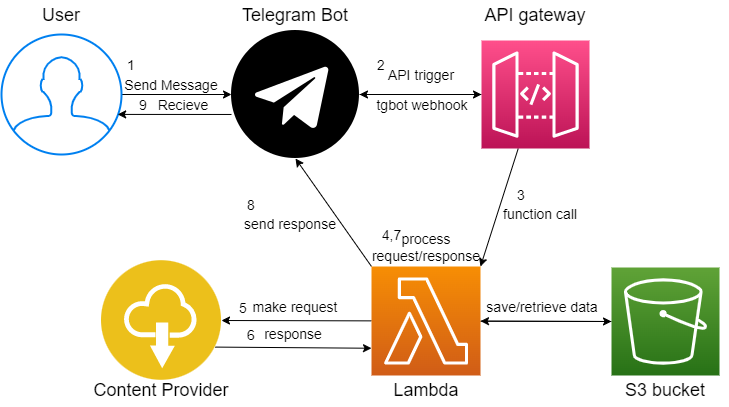 User
Telegram Bot
API gateway
1
Send Message
9 Recieve
2
API trigger
tgbot webhook
3
function call
8
send response
4,7 process
request/response
5 make request
6 response
save/retrieve data
Content Provider
Lambda
S3 bucket